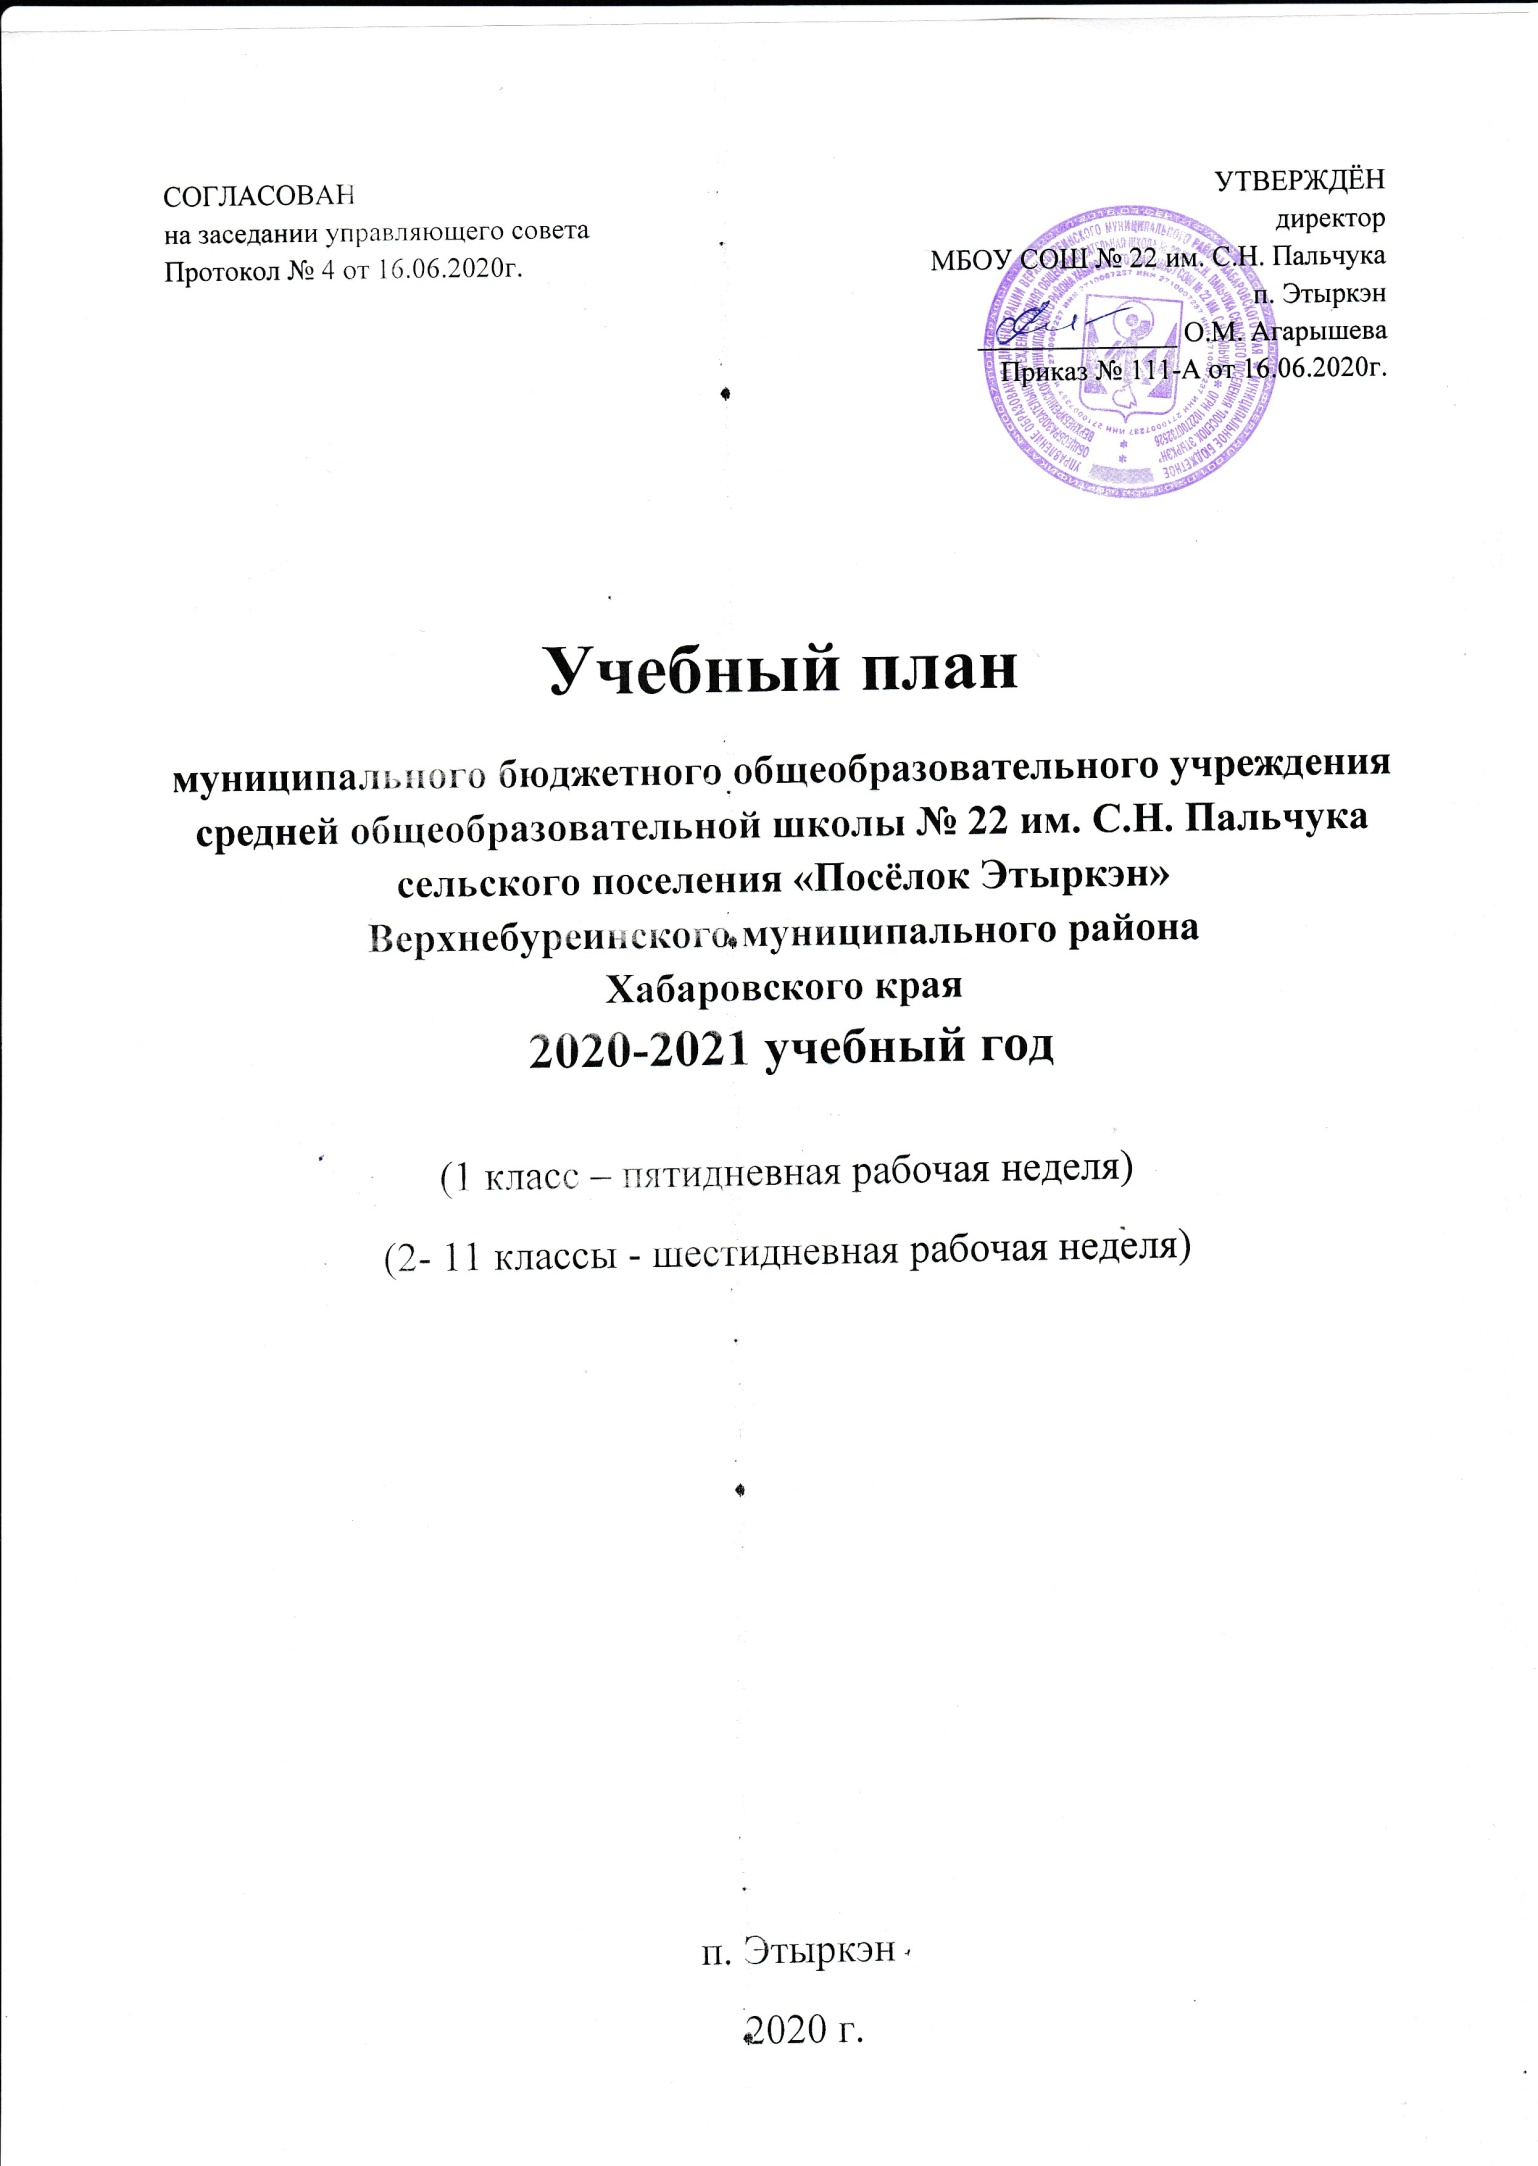 СОГЛАСОВАН
на заседании управляющего совета
Протокол № 4 от 16.06.2020г.
УТВЕРЖДЁН
директор
МБОУ СОШ № 22 им. С.Н. Пальчука
п. Этыркэн
О.М. Агарышева
Приказ № 111-А от 16.06.2020г.
Учебный план
муниципального бюджетного общеобразовательного учреждения
средней общеобразовательной школы № 22 им. С.Н. Пальчука
сельского поселения «Посёлок Этыркэн»
Верхнебуреинского муниципального района
Хабаровского края
2020-2021 учебный год
(1 класс – пятидневная рабочая неделя)
(2- 11 классы - шестидневная рабочая неделя)
п. Этыркэн
2020 г.